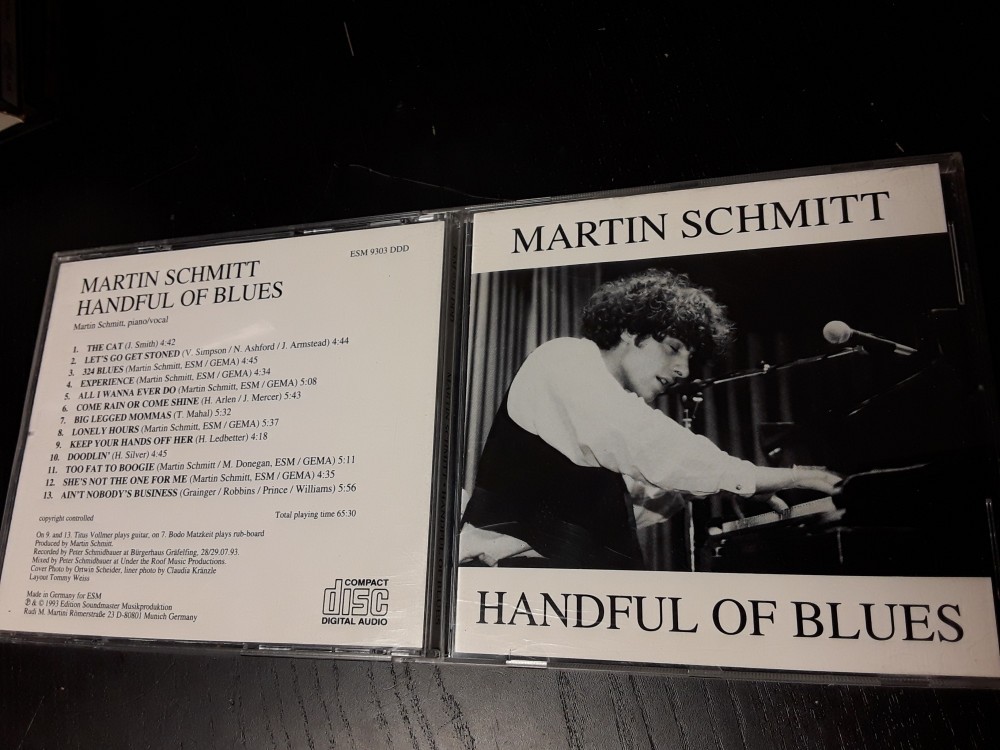 ESM 9303 DDD
MARTIN SCHMITT
HANDFUL OF BLUES
Martin Schmitt, piano/vocal
1. THE CAT (J. Smith) 4:42
2. LET'S GO GET STONED (V. Simpson / N. Ashford / J. Armstead) 4:44
3. 324 BLUES (Martin Schmitt, ESM / GEMA) 4:45
4. EXPERIENCE (Martin Schmitt, ESM / GEMA) 4:34
5. ALL I WANNA EVER DO (Martin Schmitt, ESM / GEMA) 5:08
6. COME RAIN OR COME SHINE (H. Arlen / J. Mercer) 5:43
7. BIG LEGGED MOMMAS (T. Mahal) 5:32
8. LONELY HOURS (Martin Schmitt, ESM / GEMA) 5:37
9. KEEP YOUR HANDS OFF HER (H. Ledbetter) 4:18
10. DOODLIN' (H. Silver) 4:45
11. TOO FAT TO BOOGIE (Martin Schmitt / M. Donegan, ESM / GEMA) 5:11
12. SHE'S NOT THE ONE FOR ME (Martin Schmitt, ESM / GEMA) 4:35
13. AIN'T NOBODY'S BUSINESS (Grainger / Robbins / Prince / Williams) 5:56
copyright controlled
Total playing time 65:30
On 9. and 13. Titus Vollmer plays guitar, on 7. Bodo Matzkeit plays rub-board
Produced by Martin Schmitt.
Recorded by Peter Schmidbauer at Bürgerhaus Gräfelfing, 28/29.07.93.
Mixed by Peter Schmidbauer at Under the Roof Music Productions.
Cover Photo by Ortwin Scheider, liner photo by Claudia Kränzle
Layout Tommy Weiss
Made in Germany for ESM
℗ & © 1993 Edition Soundmaster Musikproduktion
Rudi M. Martini Römerstraße 23 D-80801 Munich Germany
COMPACT
disc
DIGITAL AUDIO
MARTIN SCHMITT
HANDFUL OF BLUES